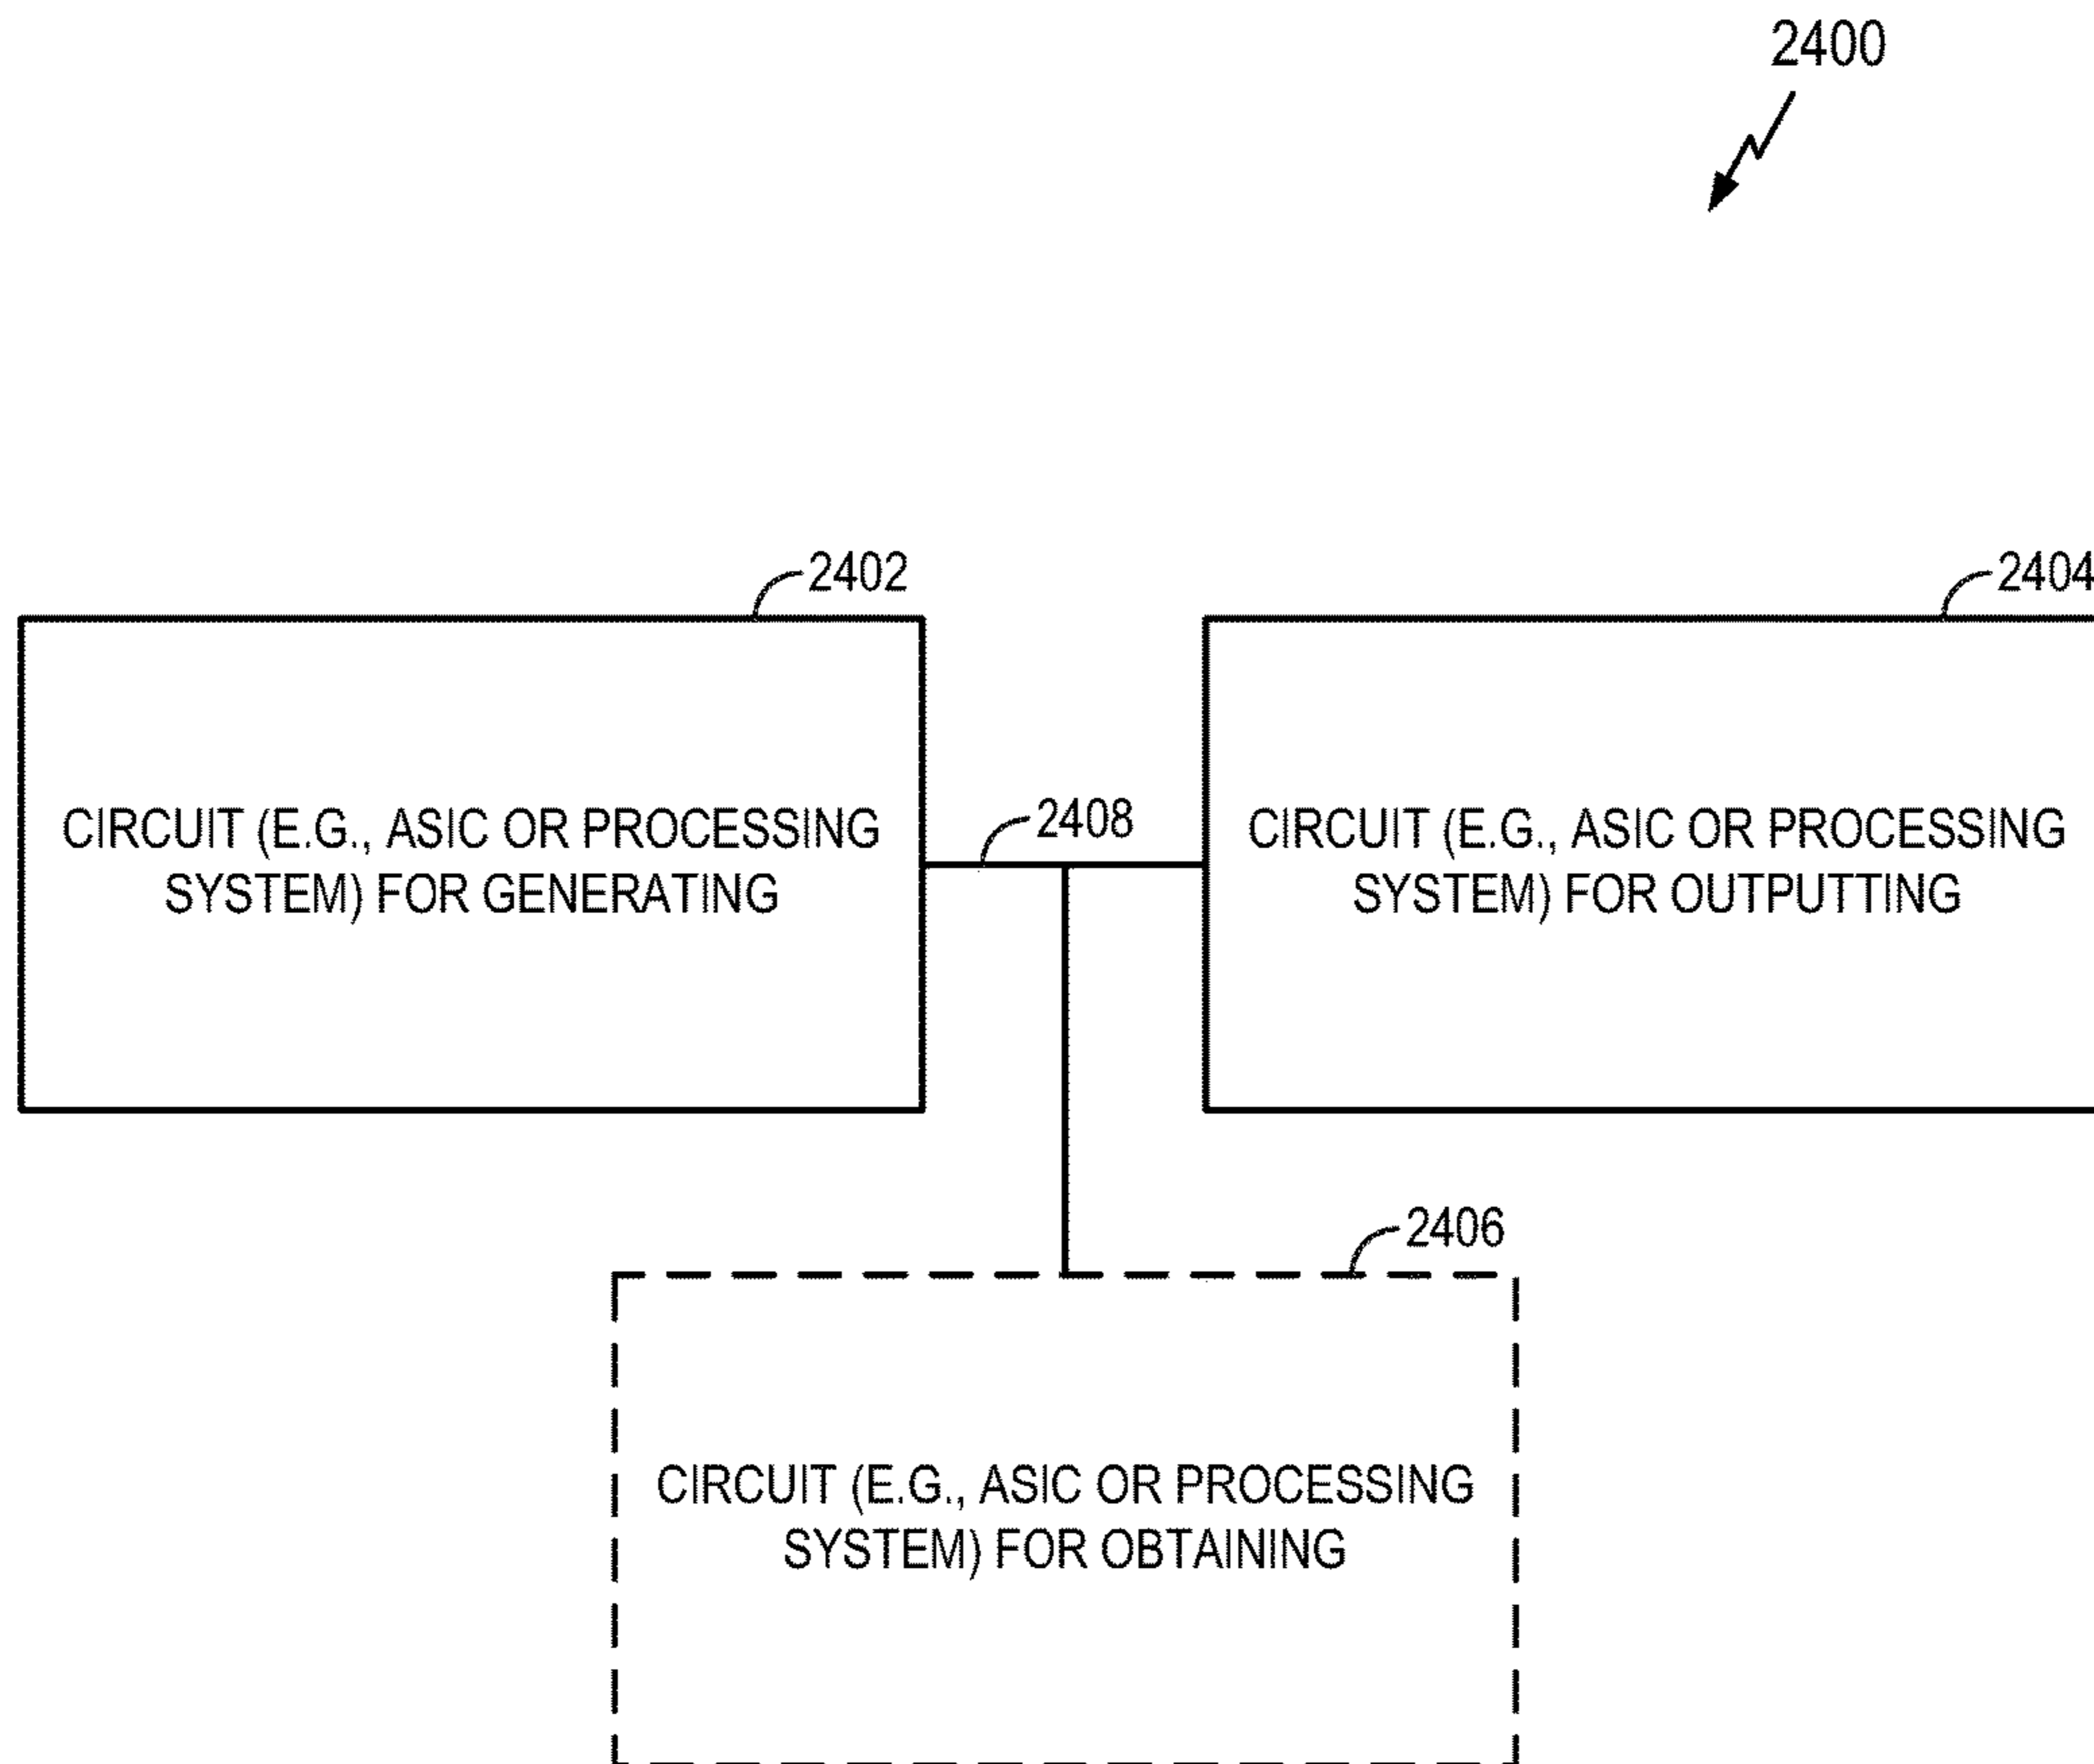 2400
2402
2404
CIRCUIT (E.G., ASIC OR PROCESSING
SYSTEM) FOR GENERATING
2408
CIRCUIT (E.G., ASIC OR PROCESSING
SYSTEM) FOR OUTPUTTING
2406
CIRCUIT (E.G., ASIC OR PROCESSING
SYSTEM) FOR OBTAINING